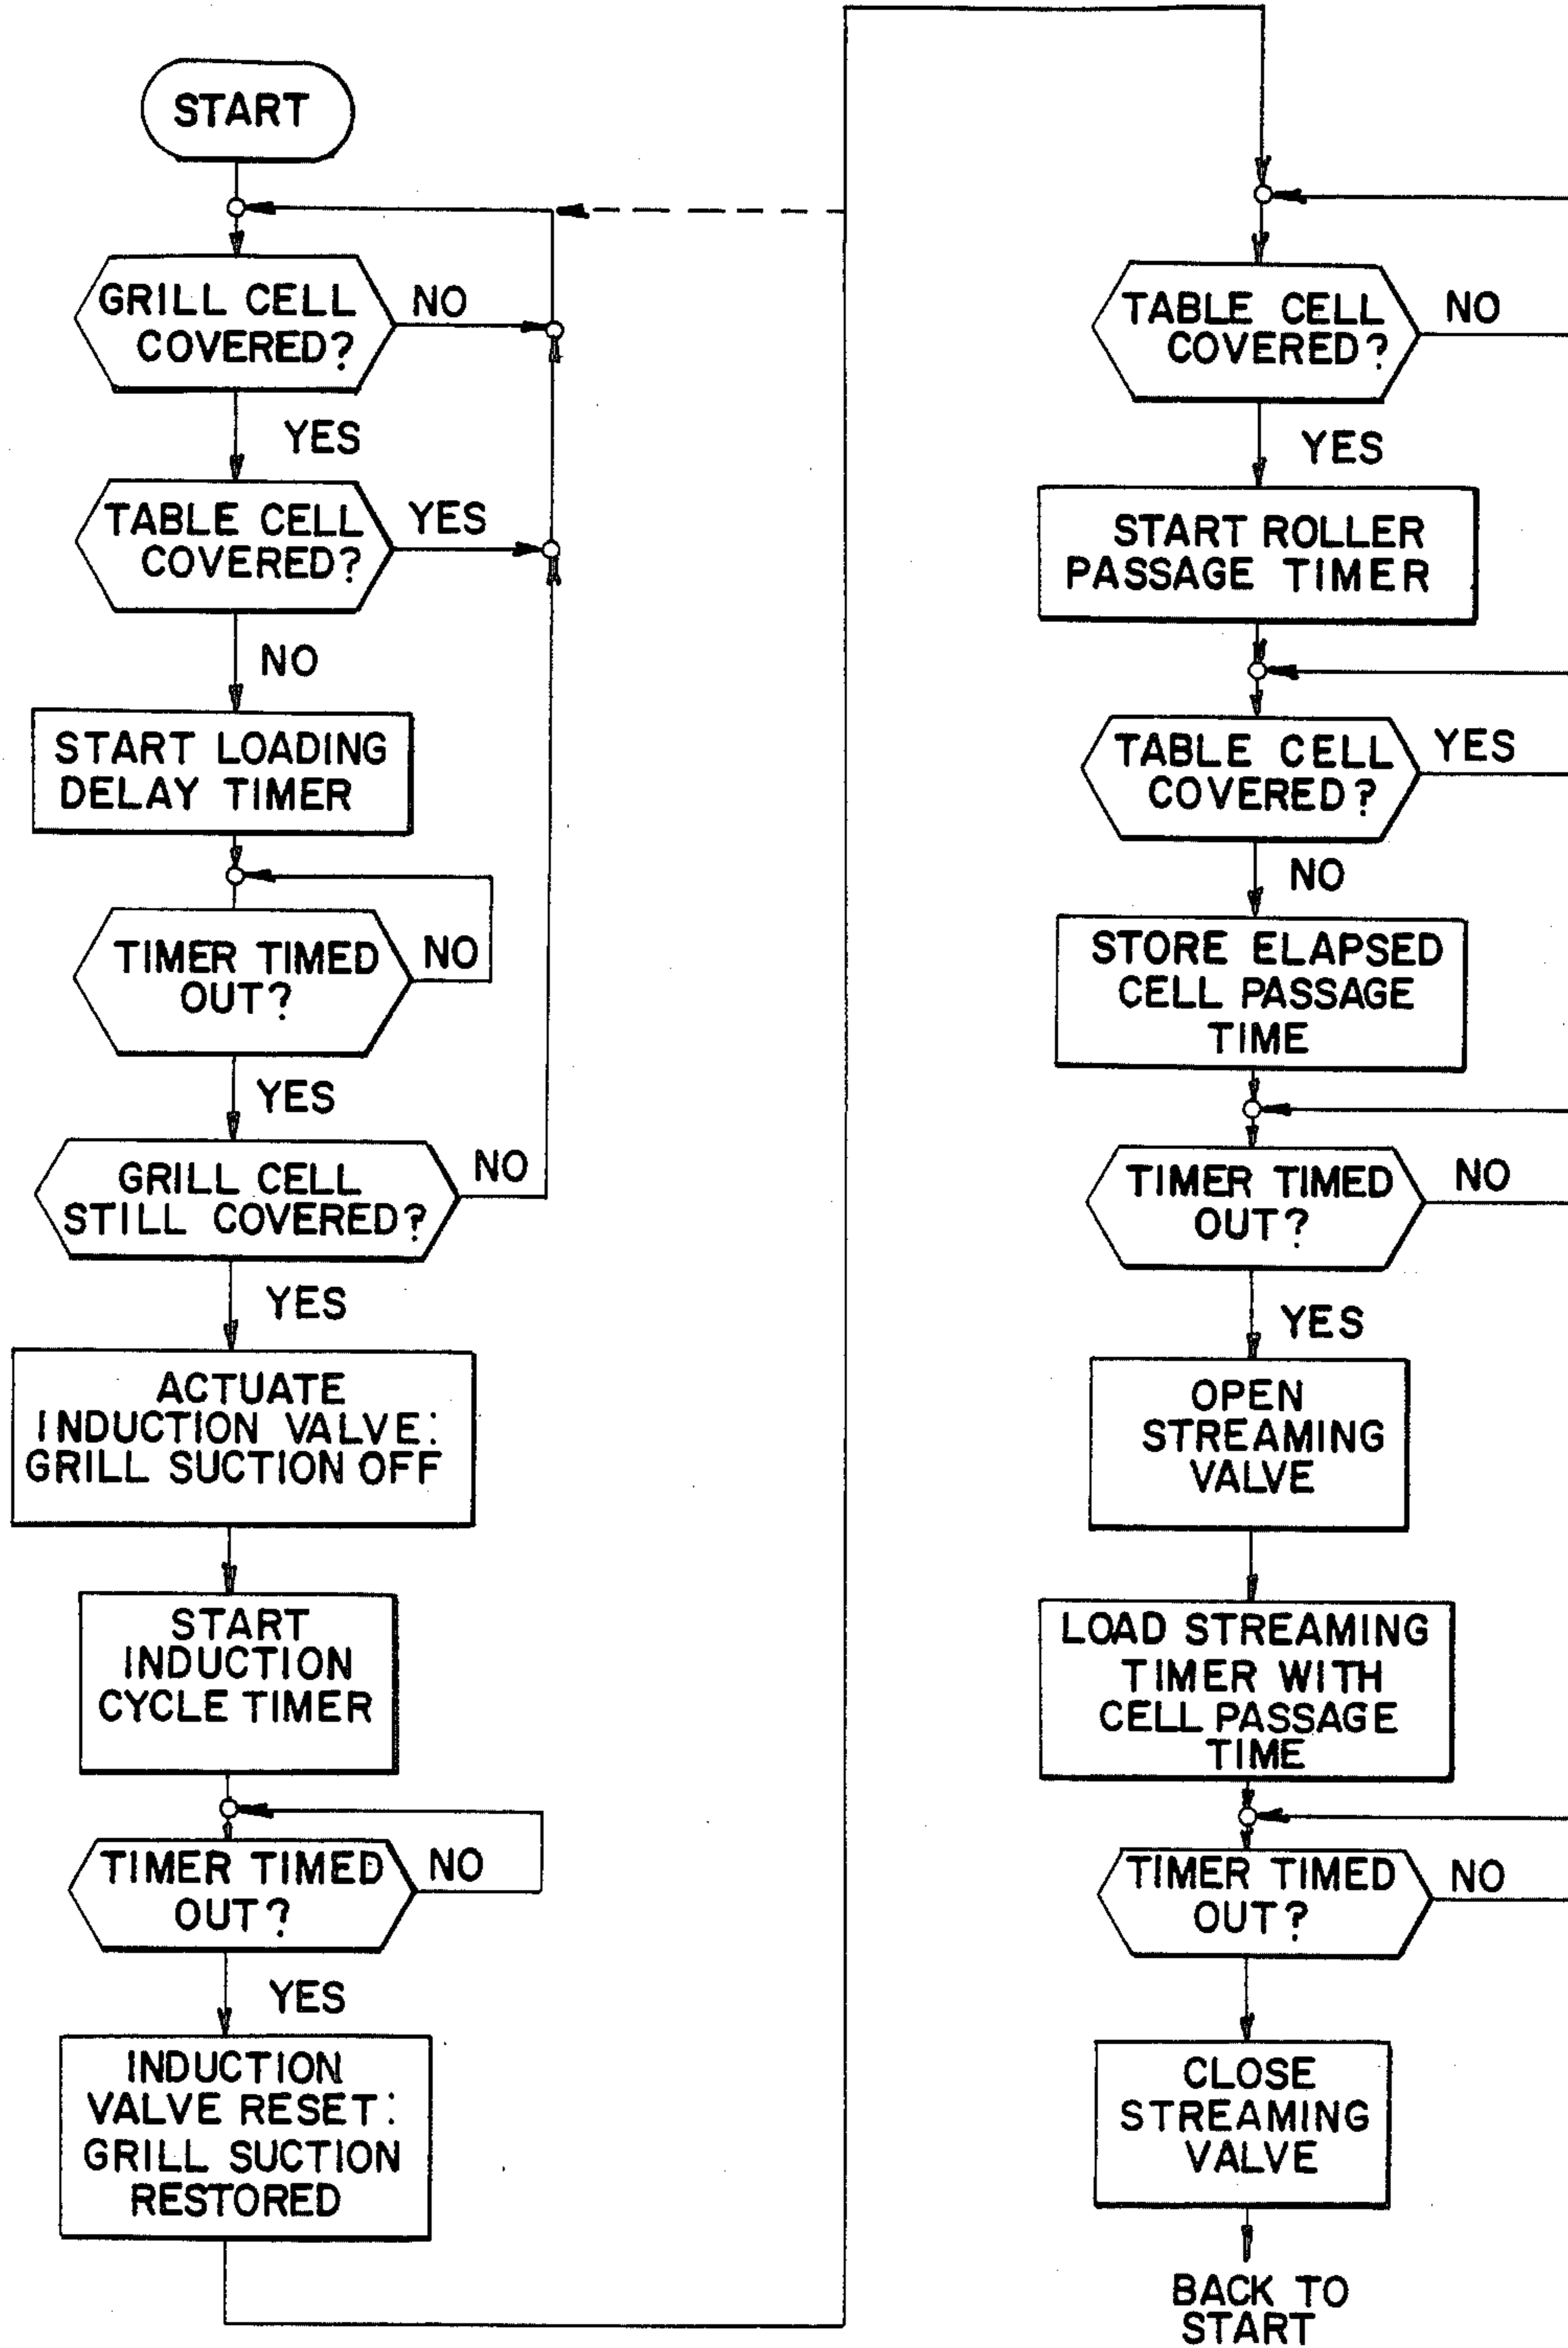 START
GRILL CELL
COVERED?
NO
YES
TABLE CELL
COVERED?
YES
NO
START LOADING
DELAY TIMER
TIMER TIMED
OUT?
NO
YES
GRILL CELL
STILL COVERED?
NO
YES
ACTUATE
INDUCTION VALVE:
GRILL SUCTION OFF
START
INDUCTION
CYCLE TIMER
TIMER TIMED
OUT?
NO
YES
INDUCTION
VALVE RESET:
GRILL SUCTION
RESTORED
TABLE CELL
COVERED?
NO
YES
START ROLLER
PASSAGE TIMER
TABLE CELL
COVERED?
YES
NO
STORE ELAPSED
CELL PASSAGE
TIME
TIMER TIMED
OUT?
NO
YES
OPEN
STREAMING
VALVE
LOAD STREAMING
TIMER WITH
CELL PASSAGE
TIME
TIMER TIMED
OUT?
NO
CLOSE
STREAMING
VALVE
BACK TO
START